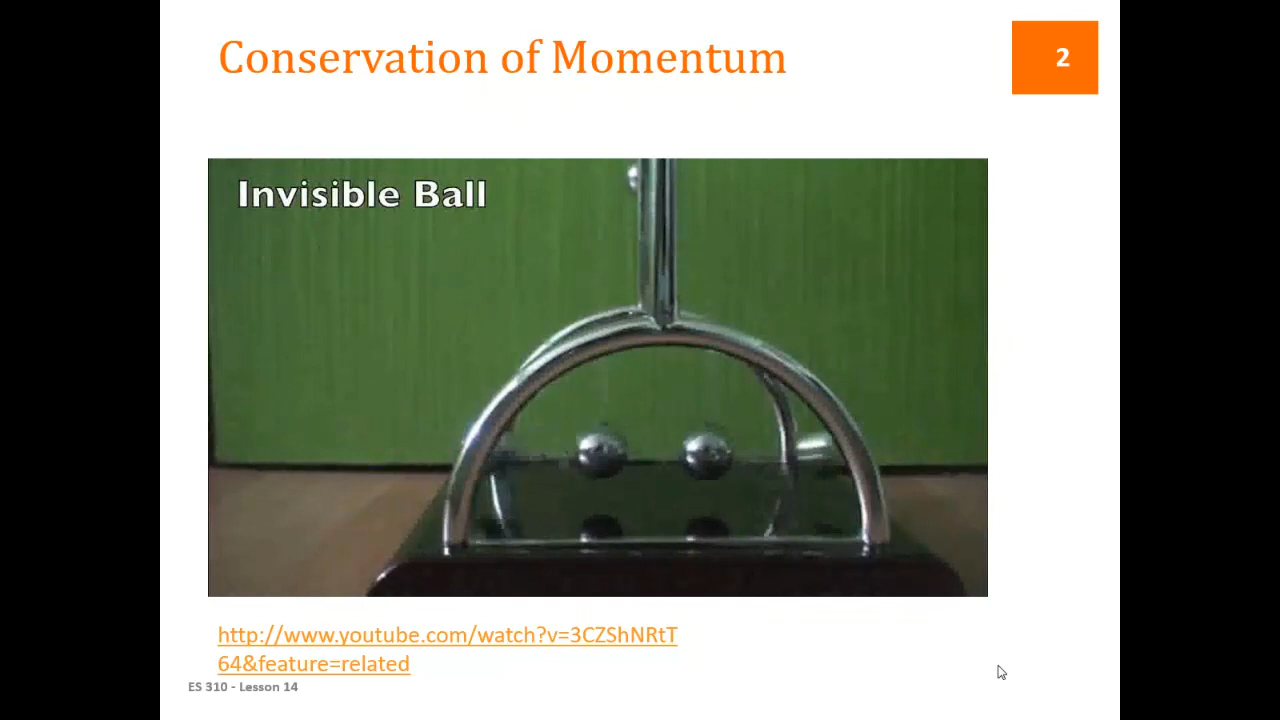 Conservation of Momentum
2
Invisible Ball
http://www.youtube.com/watch?v=3CZShNRtT
64&feature=related
ES 310 - Lesson 14